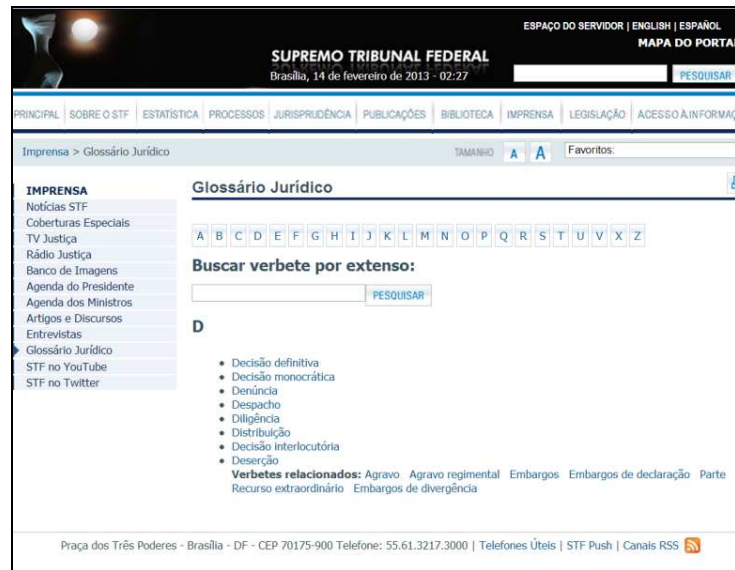 ESPAÇO DO SERVIDOR | ENGLISH | ESPAÑOL
MAPA DO PORTA
SUPREMO TRIBUNAL FEDERAL
Brasília, 14 de fevereiro de 2013 - 02:27
PESQUISAR
PRINCIPAL SOBRE O STF ESTATÍSTICA PROCESSOS JURISPRUDÊNCIA PUBLICAÇÕES BIBLIOTECA IMPRENSA LEGISLAÇÃO ACESSO À INFORMAÇ
Imprensa > Glossário Jurídico TAMANHO A A Favoritos:
IMPRENSA
Notícias STF
Coberturas Especiais
TV Justiça
Rádio Justiça
Banco de Imagens
Agenda do Presidente
Agenda dos Ministros
Artigos e Discursos
Entrevistas
Glossário Jurídico
STF no YouTube
STF no Twitter
Glossário Jurídico
A B C D E F G H I J K L M N O P Q R S T U V X Z
Buscar verbete por extenso:
PESQUISAR
D
• Decisão definitiva
• Decisão monocrática
• Denúncia
• Despacho
• Diligência
• Distribuição
• Decisão interlocutória
• Deserção
Verbetes relacionados: Agravo Agravo regimental Embargos Embargos de declaração Parte
Recurso extraordinário Embargos de divergência
Praça dos Três Poderes - Brasília - DF - CEP 70175-900 Telefone: 55.61.3217.3000 | Telefones Úteis | STF Push | Canais RSS